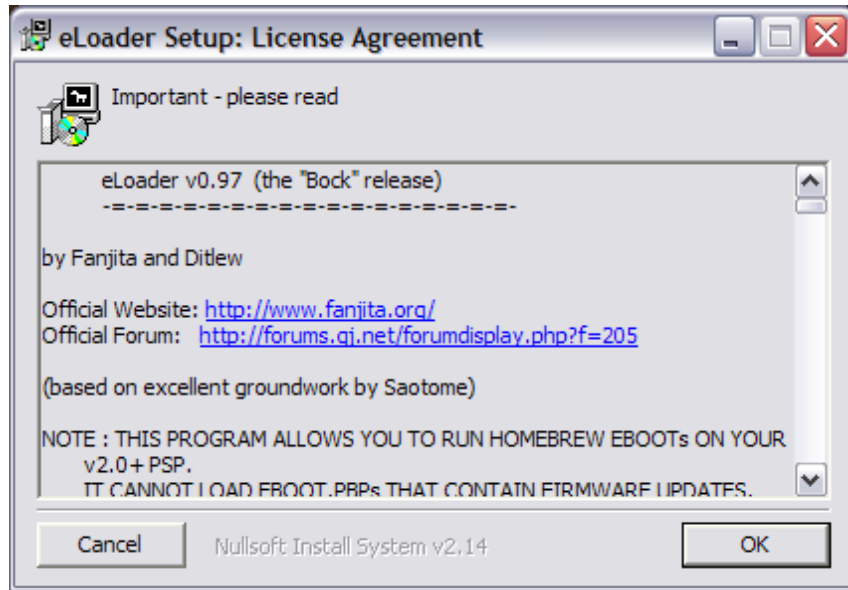 eLoader Setup: License Agreement
Important - please read
eLoader v0.97 (the "Bock" release)
-=-=-=-=-=-=-=-=-=-=-=-=-=-=-=-=-=-
by Fanjita and Ditlew
Official Website: http://www.fanjita.org/
Official Forum: http://forums.qj.net/forumdisplay.php?f=205
(based on excellent groundwork by Saotome)
NOTE : THIS PROGRAM ALLOWS YOU TO RUN HOMEBREW EBOOTs ON YOUR
v2.0+ PSP.
IT CANNOT LOAD EBOOT.PBPs THAT CONTAIN FIRMWARE UPDATES.
Cancel
Nullsoft Install System v2.14
OK